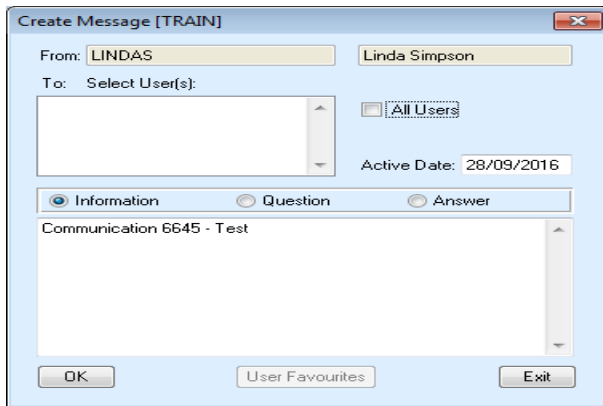 Create Message [TRAIN]
From: LINDAS Linda Simpson
To: Select User(s):
All Users
Active Date: 28/09/2016
Information Question Answer
Communication 6645 - Test
OK User Favourites Exit